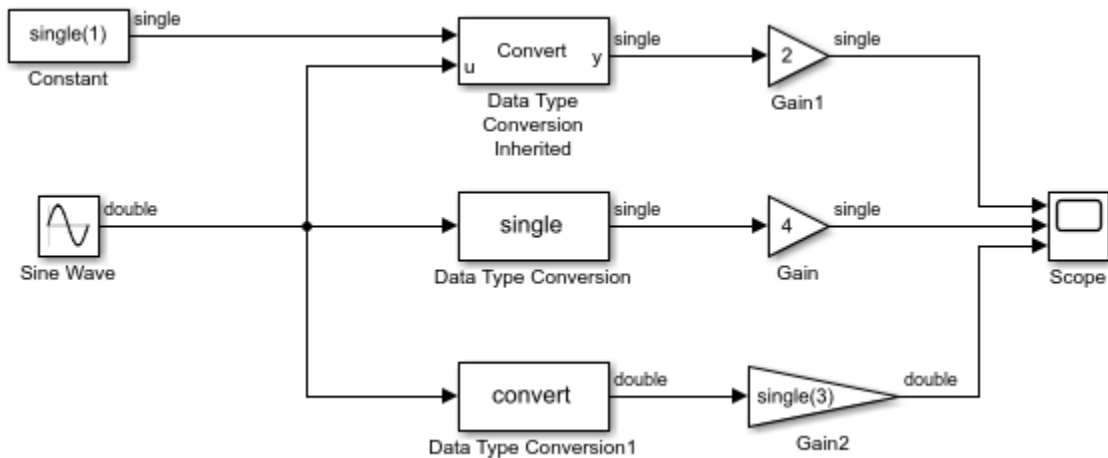 single(1)
single
Constant
Convert
u
y
single
Data Type
Conversion
Inherited
2
single
Gain1
double
Sine Wave
single
single
Data Type Conversion
4
single
Gain
Scope
convert
double
Data Type Conversion1
single(3)
double
Gain2